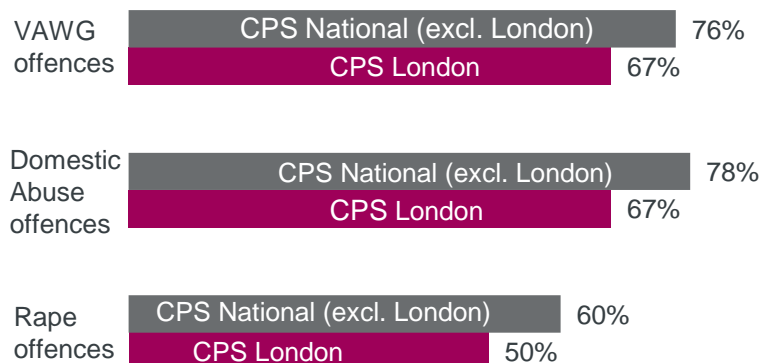 VAWG
offences
CPS National (excl. London)
76%
CPS London
67%
Domestic
Abuse
offences
CPS National (excl. London)
78%
CPS London
67%
Rape
offences
CPS National (excl. London)
60%
CPS London
50%